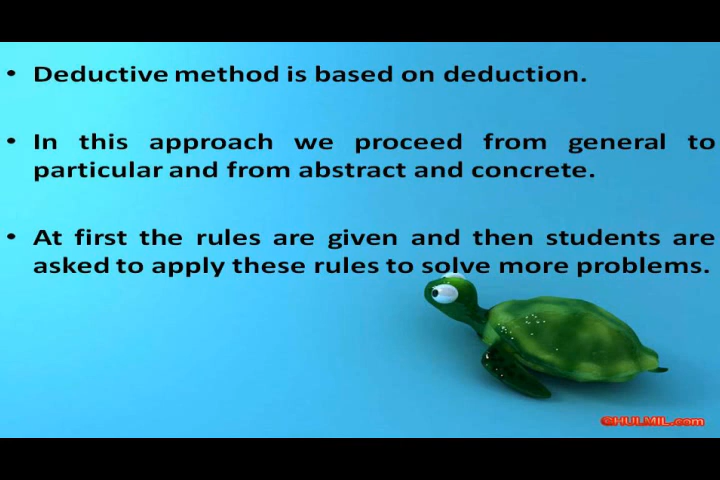 • Deductive method is based on deduction.
• In this approach we proceed from general to
particular and from abstract and concrete.
• At first the rules are given and then students are
asked to apply these rules to solve more problems.
GHULMIL.com